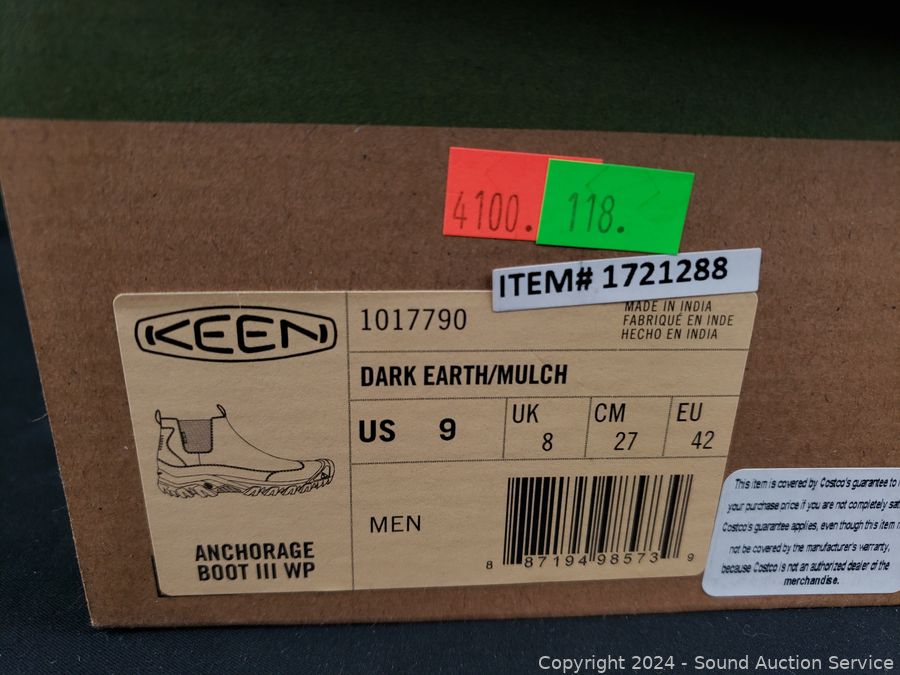 4100. 118.
ITEM# 1721288
KEEN
1017790
MADE IN INDIA
FABRIQUÉ EN INDE
HECHO EN INDIA
DARK EARTH/MULCH
US 9
UK 8
CM 27
EU 42
MEN
ANCHORAGE
BOOT III WP
8 87194 98573 9
This item is covered by Costco's guarantee to
your purchase price if you are not completely
Costco's guarantee applies, even though this item
not be covered by the manufacturer's warranty,
because Costco is not an authorized dealer of the
merchandise.
Copyright 2024 - Sound Auction Service